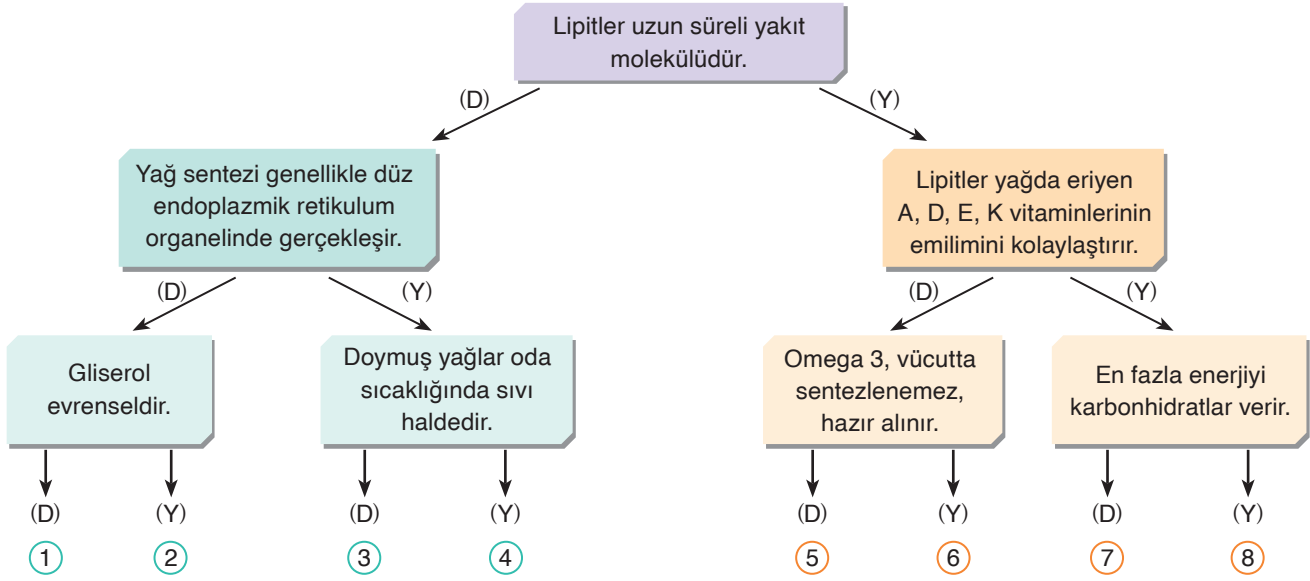 Lipitler uzun süreli yakıt
molekülüdür.
(D)
(Y)
Yağ sentezi genellikle düz
endoplazmik retikulum
organelinde gerçekleşir.
Lipitler yağda eriyen
A, D, E, K vitaminlerinin
emilimini kolaylaştırır.
(D)
(Y)
(D)
(Y)
Gliserol
evrenseldir.
Doymuş yağlar oda
sıcaklığında sıvı
haldedir.
Omega 3, vücutta
sentezlenemez,
hazır alınır.
En fazla enerjiyi
karbonhidratlar verir.
(D)
(Y)
(D)
(Y)
(D)
(Y)
(D)
(Y)
1
2
3
4
5
6
7
8